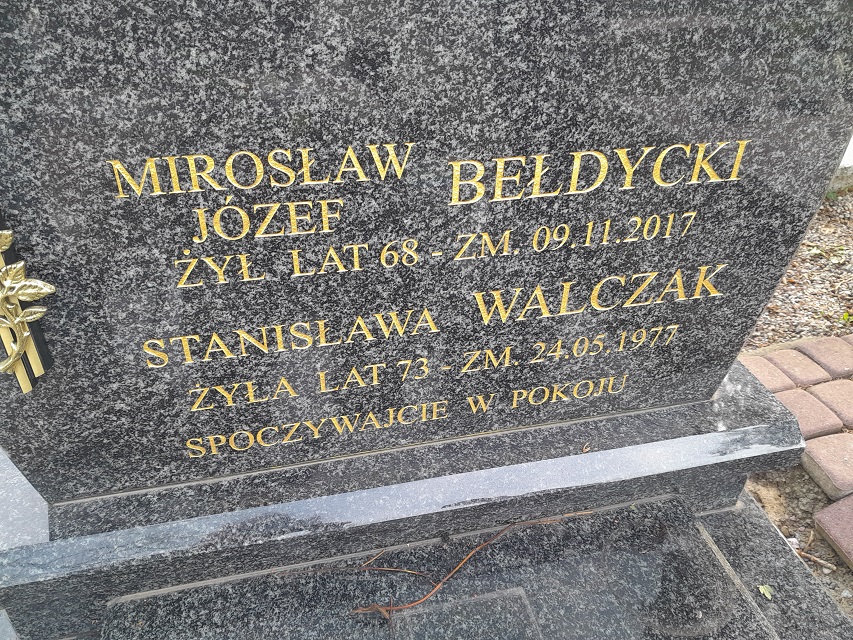 MIROSŁAW BEŁDYCKI
JÓZEF
ŻYŁ LAT 68 - ZM. 09.11.2017
STANISŁAWA WALCZAK
ŻYŁA LAT 73 - ZM. 24.05.1977
SPOCZYWAJCIE W POKOJU